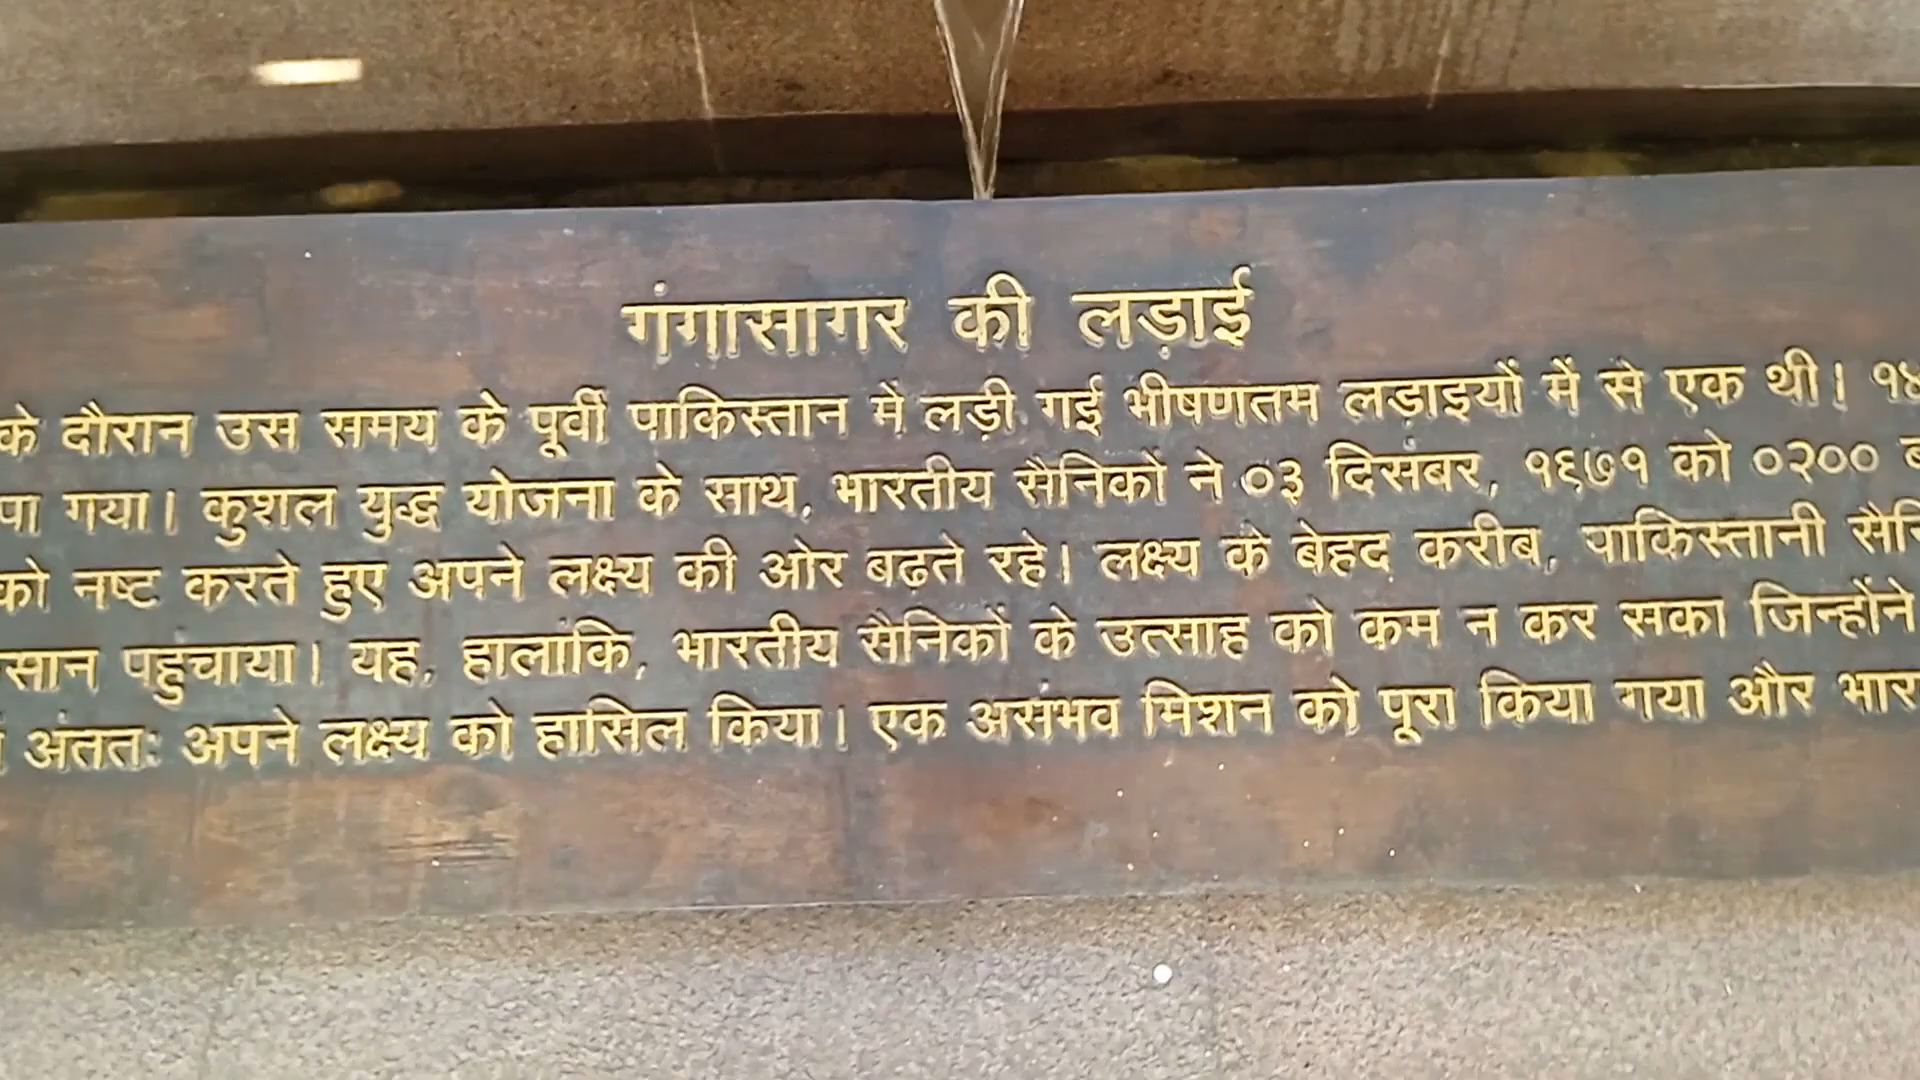 गंगासागर की लड़ाई
के दौरान उस समय के पूर्वी पाकिस्तान में लड़ी गई भीषणतम लड़ाइयों में से एक थी। १४
पा गया। कुशल युद्ध योजना के साथ, भारतीय सैनिकों ने ०३ दिसंबर, १९७१ को ०२००
को नष्ट करते हुए अपने लक्ष्य की ओर बढ़ते रहे। लक्ष्य के बेहद करीब, पाकिस्तानी
सान पहुंचाया। यह, हालांकि, भारतीय सैनिकों के उत्साह को कम न कर सका जिन्होंने
अंतत: अपने लक्ष्य को हासिल किया। एक असंभव मिशन को पूरा किया गया और भार